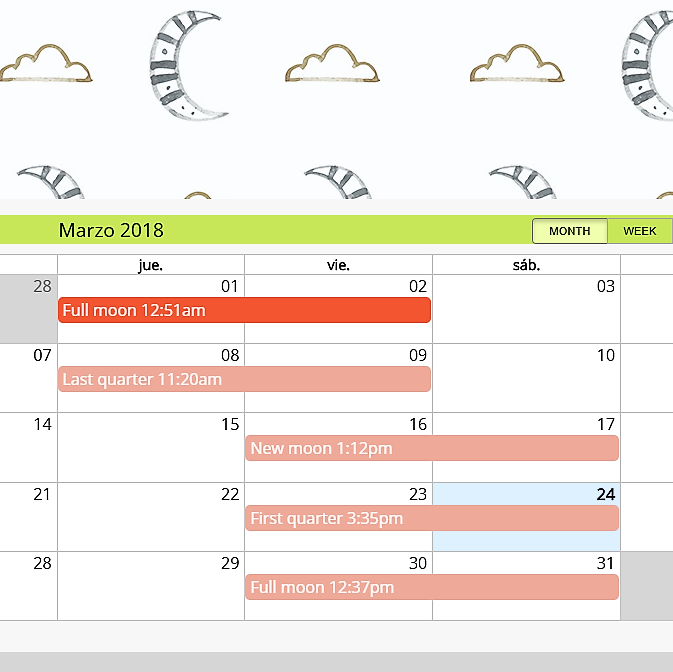 Marzo 2018
MONTH WEEK
jue. vie. sáb.
28 01 02 03
Full moon 12:51am
07 08 09 10
Last quarter 11:20am
14 15 16 17
New moon 1:12pm
21 22 23 24
First quarter 3:35pm
28 29 30 31
Full moon 12:37pm